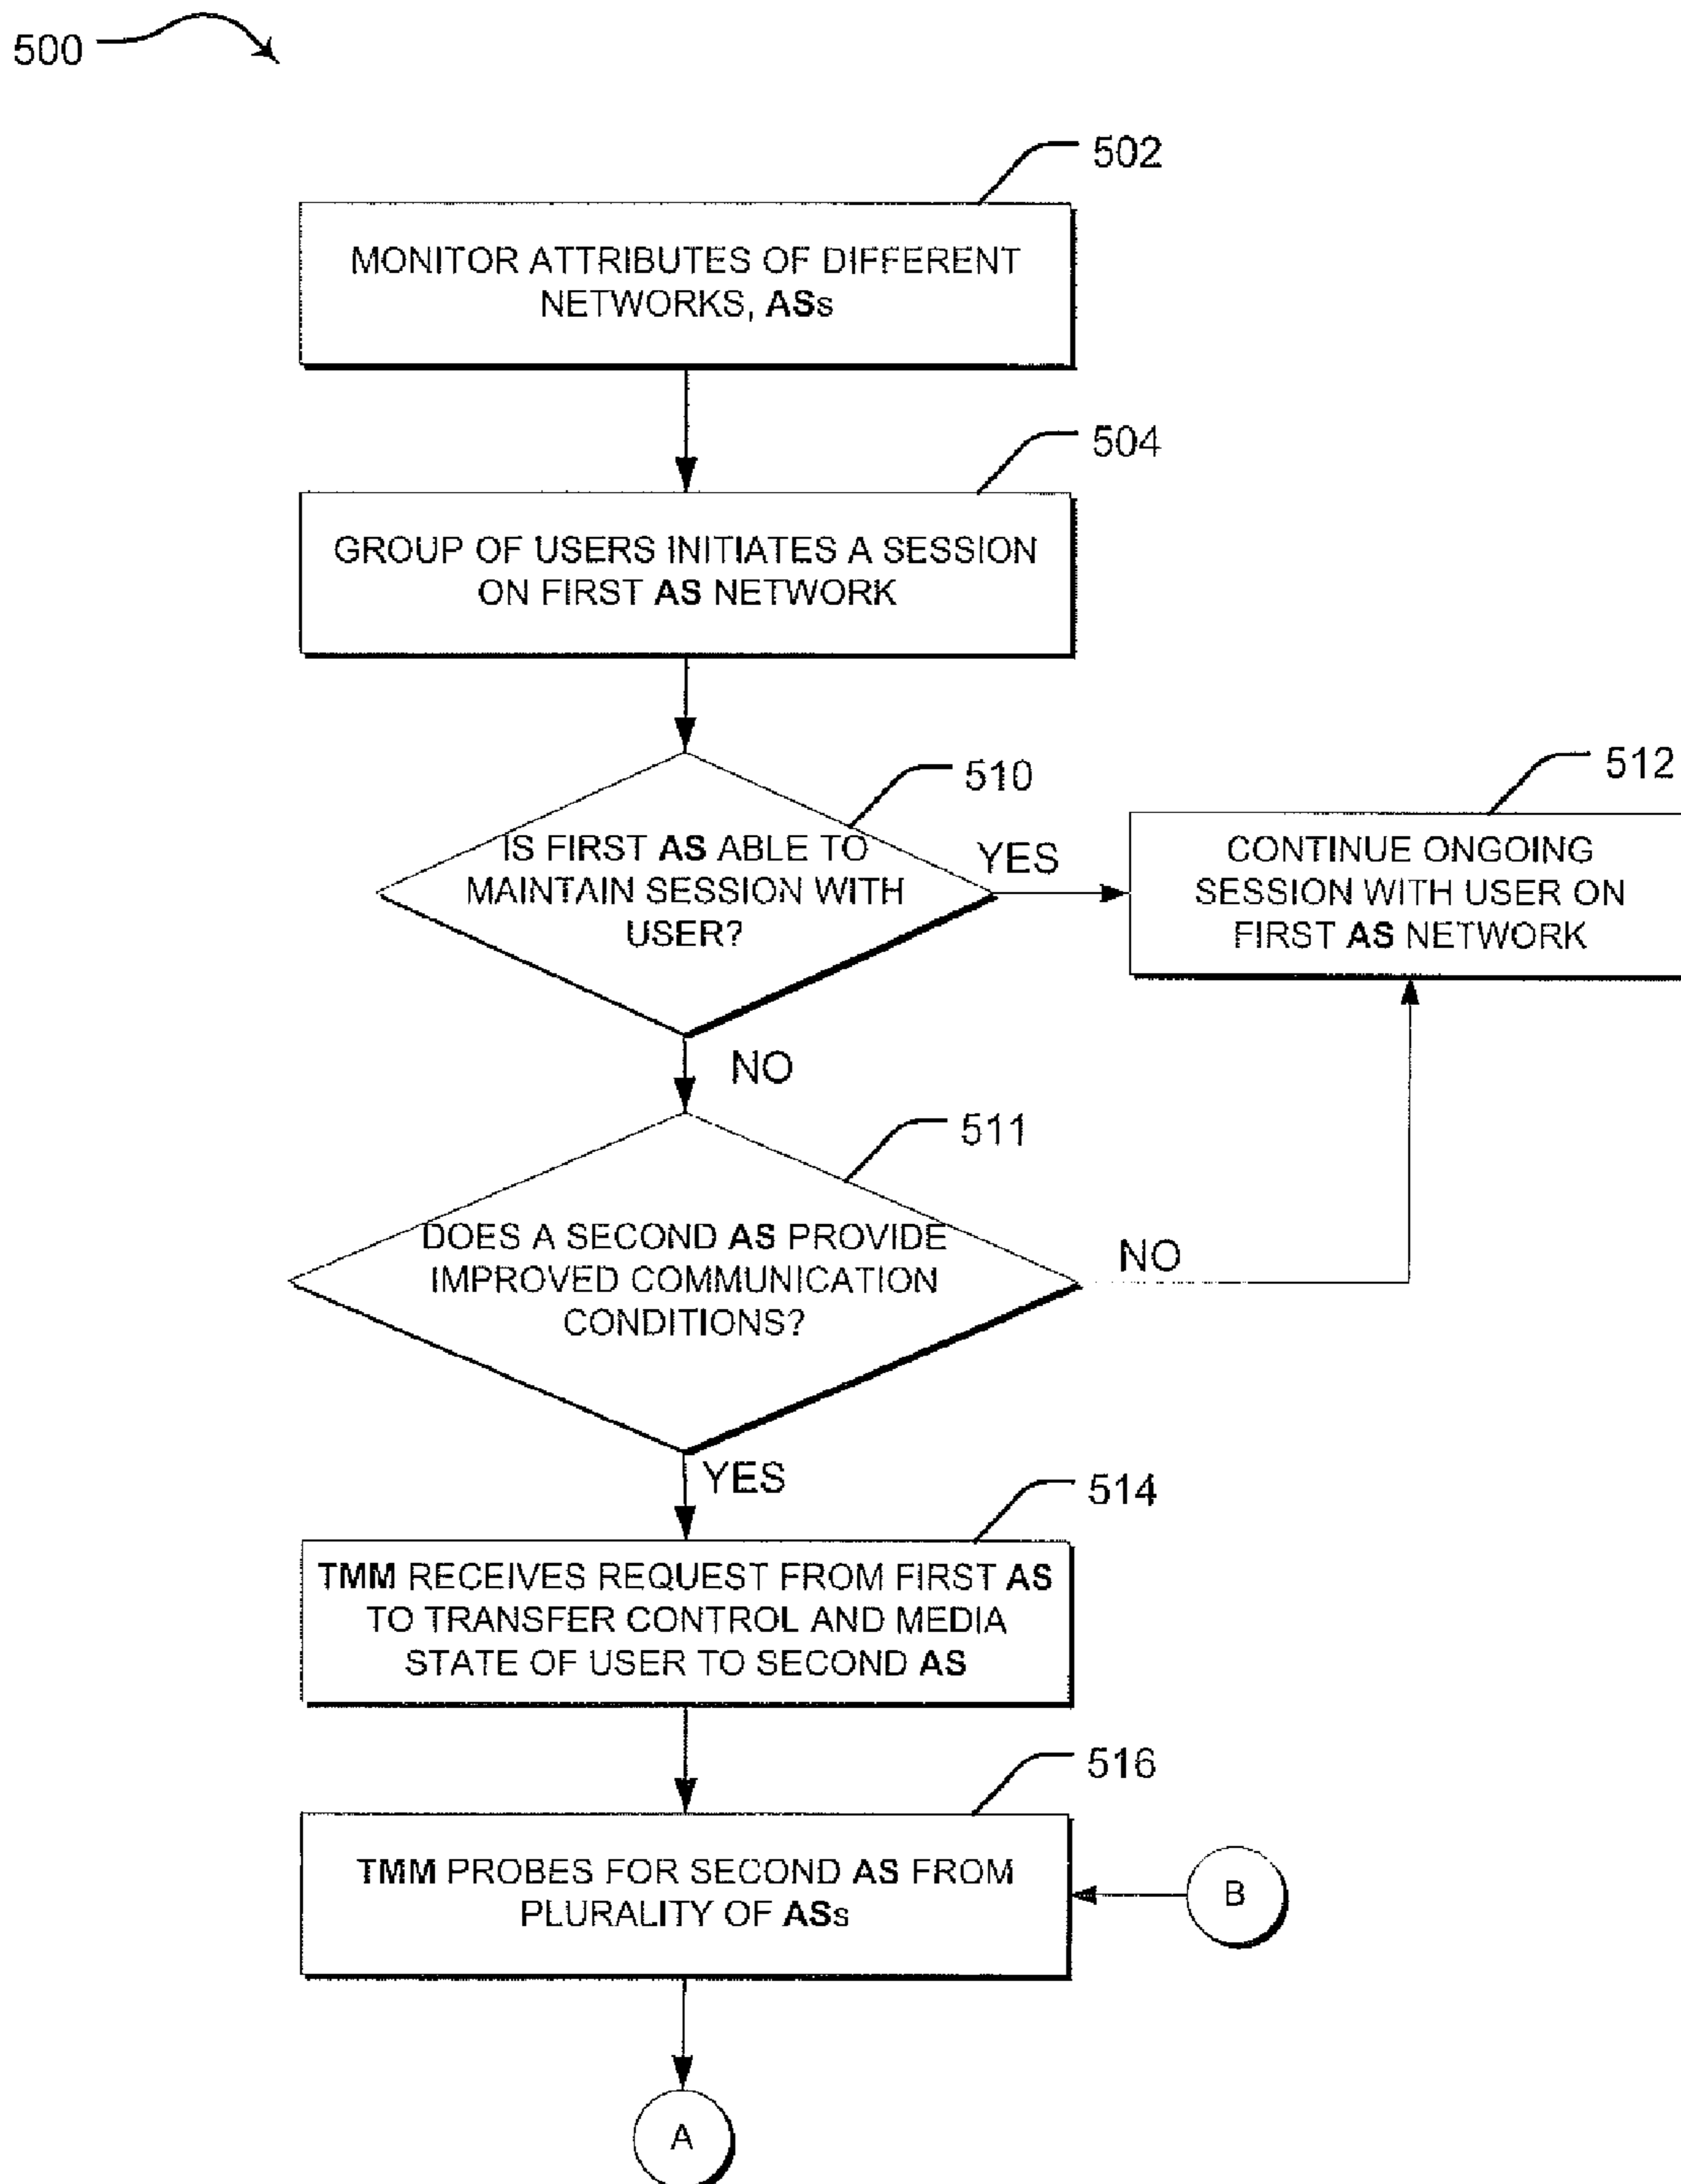 500
502
MONITOR ATTRIBUTES OF DIFFERENT
NETWORKS, ASs
504
GROUP OF USERS INITIATES A SESSION
ON FIRST AS NETWORK
510
IS FIRST AS ABLE TO
MAINTAIN SESSION WITH
USER?
YES
512
CONTINUE ONGOING
SESSION WITH USER ON
FIRST AS NETWORK
NO
511
DOES A SECOND AS PROVIDE
IMPROVED COMMUNICATION
CONDITIONS?
NO
YES
514
TMM RECEIVES REQUEST FROM FIRST AS
TO TRANSFER CONTROL AND MEDIA
STATE OF USER TO SECOND AS
516
TMM PROBES FOR SECOND AS FROM
PLURALITY OF ASs
B
A